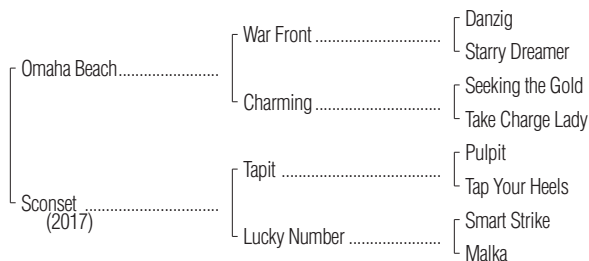 Danzig
War Front
Starry Dreamer
Omaha Beach
Seeking the Gold
Charming
Take Charge Lady
Pulpit
Tapit
Tap Your Heels
Sconset
(2017)
Smart Strike
Lucky Number
Malka